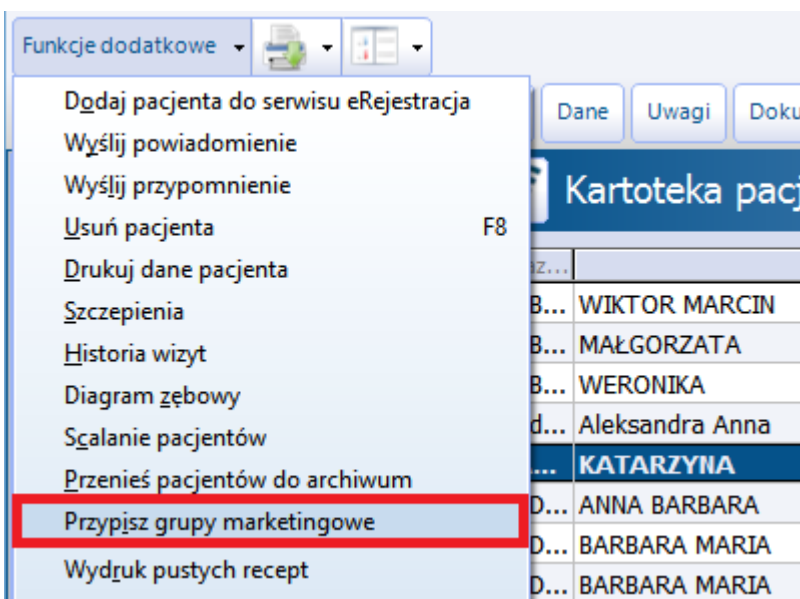 Funkcje dodatkowe
Dodaj pacjenta do serwisu eRejestracja
Wyślij powiadomienie
Wyślij przypomnienie
Usuń pacjenta F8
Drukuj dane pacjenta
Szczepienia
Historia wizyt
Diagram zębowy
Scalanie pacjentów
Przenieś pacjentów do archiwum
Przypisz grupy marketingowe
Wydruk pustych recept
Dane Uwagi Doku
Kartoteka pacj
az...
B... WIKTOR MARCIN
B... MAŁGORZATA
B... WERONIKA
d... Aleksandra Anna
... KATARZYNA
D... ANNA BARBARA
D... BARBARA MARIA
D... BARBARA MARIA